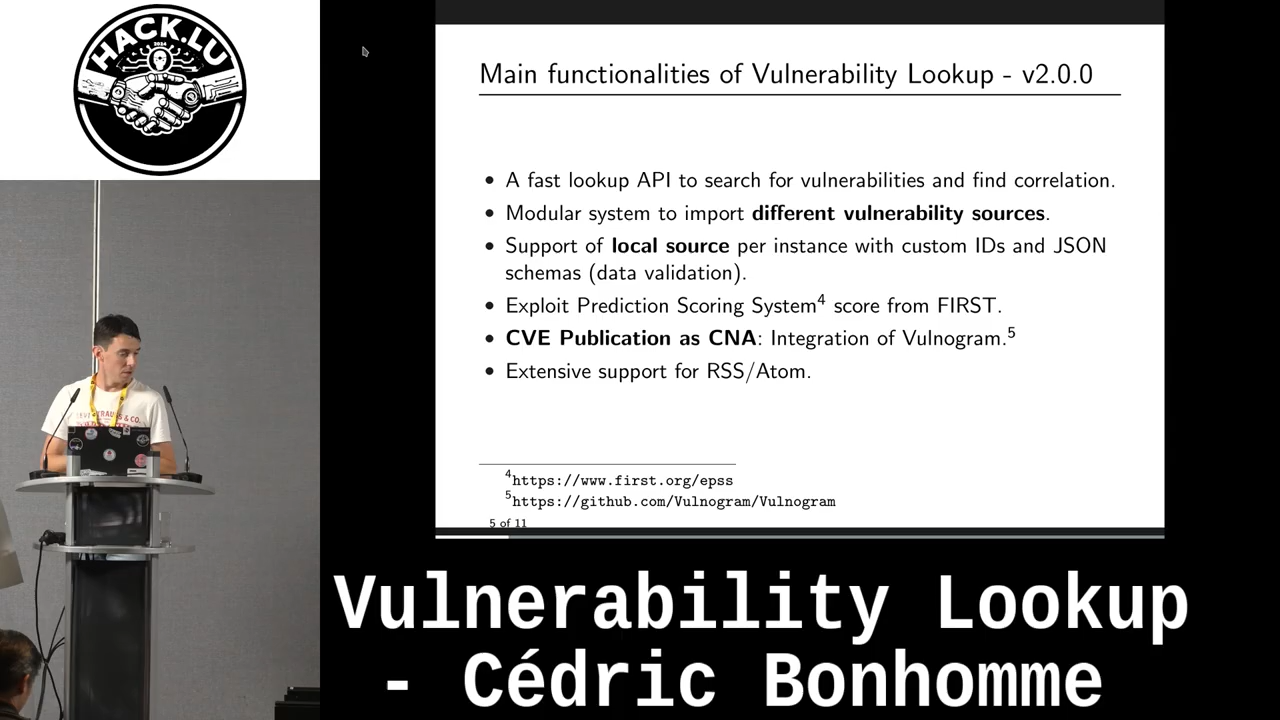 HACK.LU
2024
Main functionalities of Vulnerability Lookup - v2.0.0
• A fast lookup API to search for vulnerabilities and find correlation.
• Modular system to import different vulnerability sources.
• Support of local source per instance with custom IDs and JSON
schemas (data validation).
• Exploit Prediction Scoring System4 score from FIRST.
• CVE Publication as CNA: Integration of Vulnogram.5
• Extensive support for RSS/Atom.
4https://www.first.org/epss
5https://github.com/Vulnogram/Vulnogram
5 of 11
LEVI STRAUSS & CO.
Vulnerability Lookup
- Cédric Bonhomme